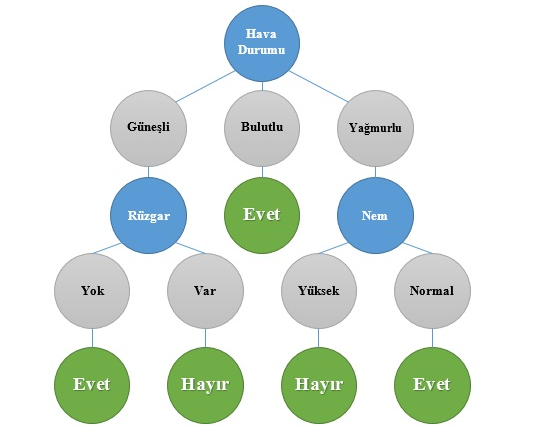 Hava
Durumu
Güneşli
Bulutlu
Yağmurlu
Rüzgar
Evet
Nem
Yok
Var
Yüksek
Normal
Evet
Hayır
Hayır
Evet